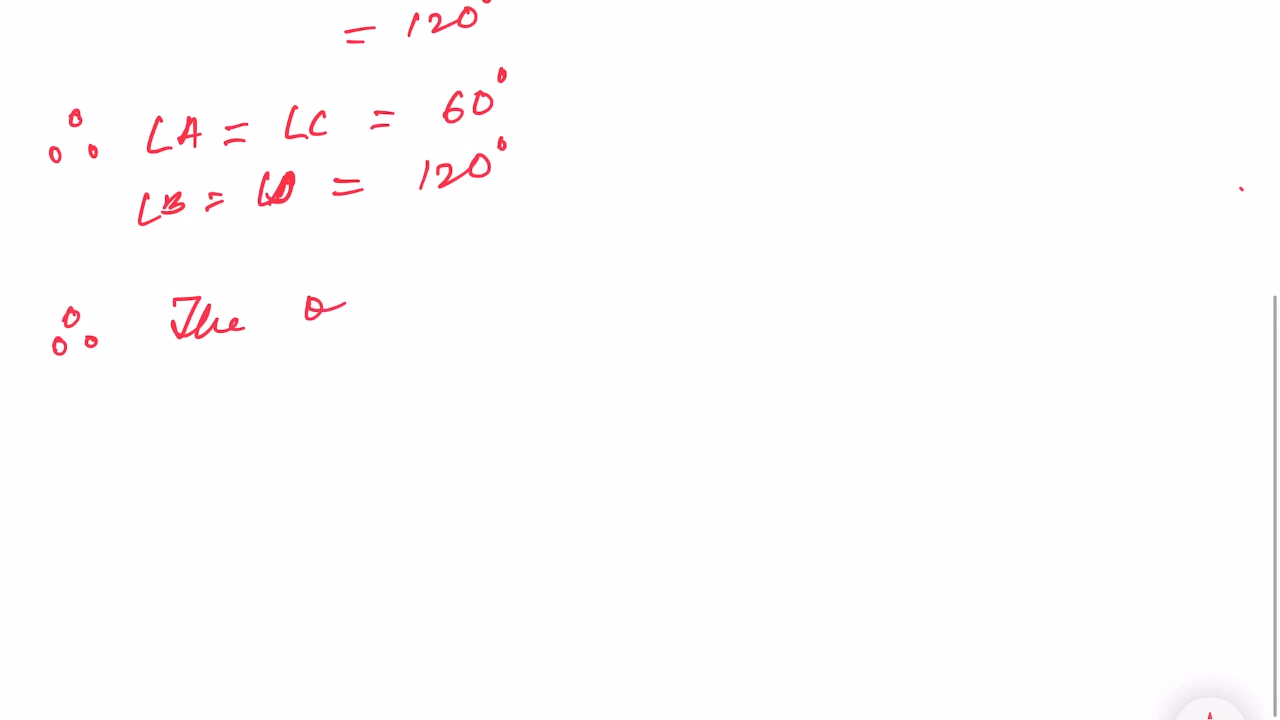 = 120°
∴ ∠A = ∠C = 60°
∠B = ∠D = 120°
∴ The